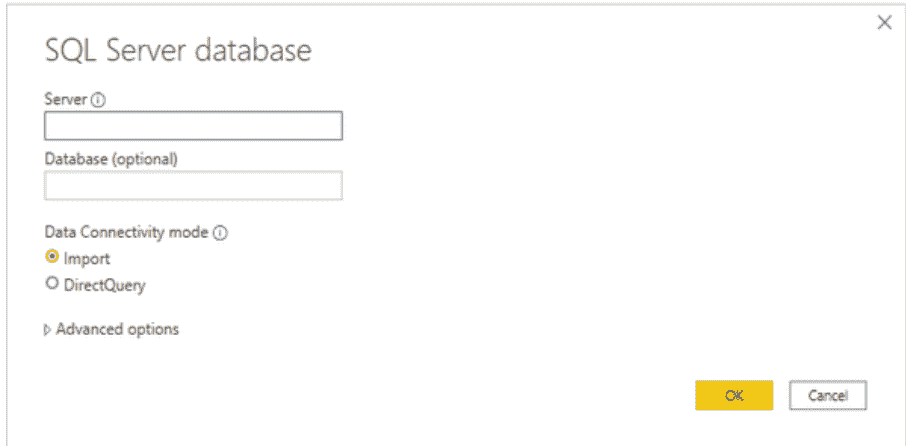 SQL Server database
Server
Database (optional)
Data Connectivity mode
Import
DirectQuery
Advanced options
OK Cancel